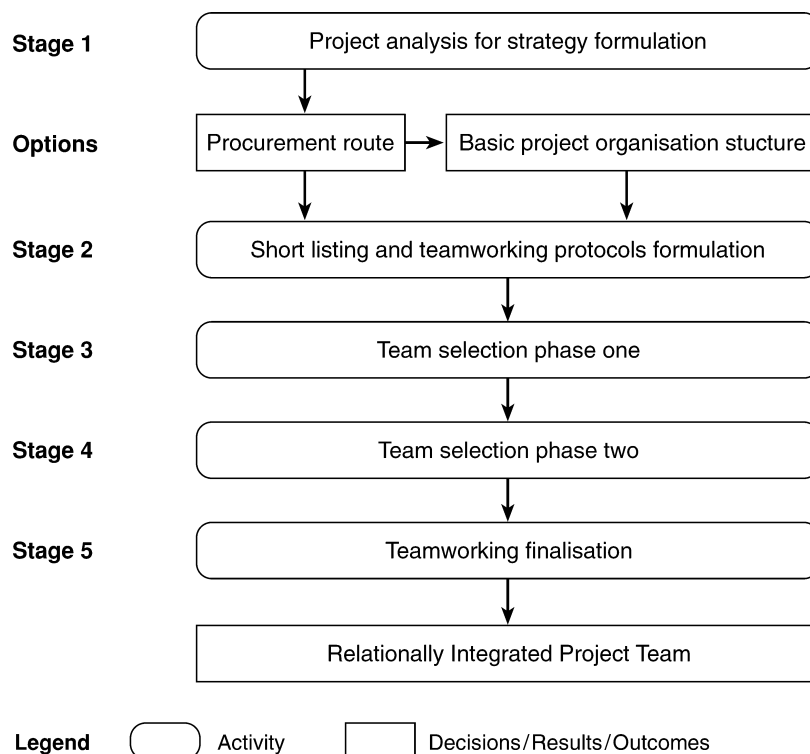 Stage 1
Project analysis for strategy formulation
Options
Procurement route
Basic project organisation stucture
Stage 2
Short listing and teamworking protocols formulation
Stage 3
Team selection phase one
Stage 4
Team selection phase two
Stage 5
Teamworking finalisation
Relationally Integrated Project Team
Legend
Activity
Decisions/Results/Outcomes